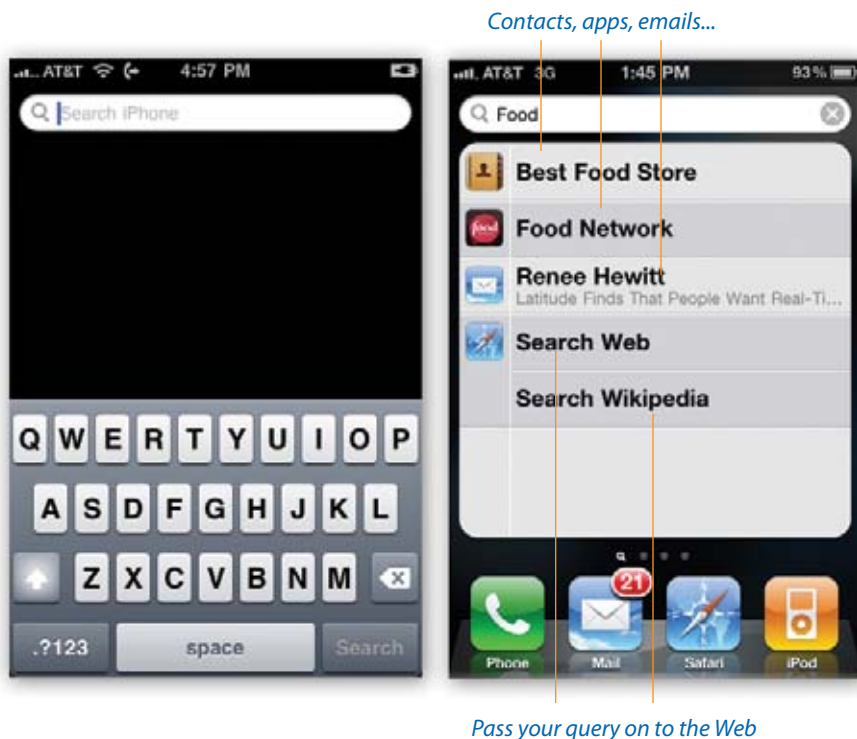 Contacts, apps, emails...
AT&T 4:57 PM
Search iPhone
Q W E R T Y U I O P
A S D F G H J K L
Z X C V B N M
.?123 space Search
AT&T 3G 1:45 PM 93%
Food
Best Food Store
food Food Network
Renee Hewitt
Latitude Finds That People Want Real-Ti...
Search Web
Search Wikipedia
21
Phone Mail Safari iPod
Pass your query on to the Web